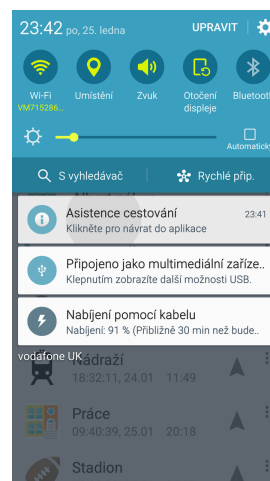 23:42 po, 25. ledna UPRAVIT
Wi-Fi Umístění Zvuk Otočení displeje Bluetooth
VM715286...
Automaticky
S vyhledávač Rychlé přip.
Asistence cestování 23:41
Klikněte pro návrat do aplikace
Připojeno jako multimediální zaříze..
Klepnutím zobrazíte další možnosti USB.
Nabíjení pomocí kabelu
Nabíjení: 91 % (Přibližně 30 min než bude..
vodafone UK
Nádraží
18:32:11, 24.01 11:49
Práce
09:40:39, 25.01 20:18
Stadion